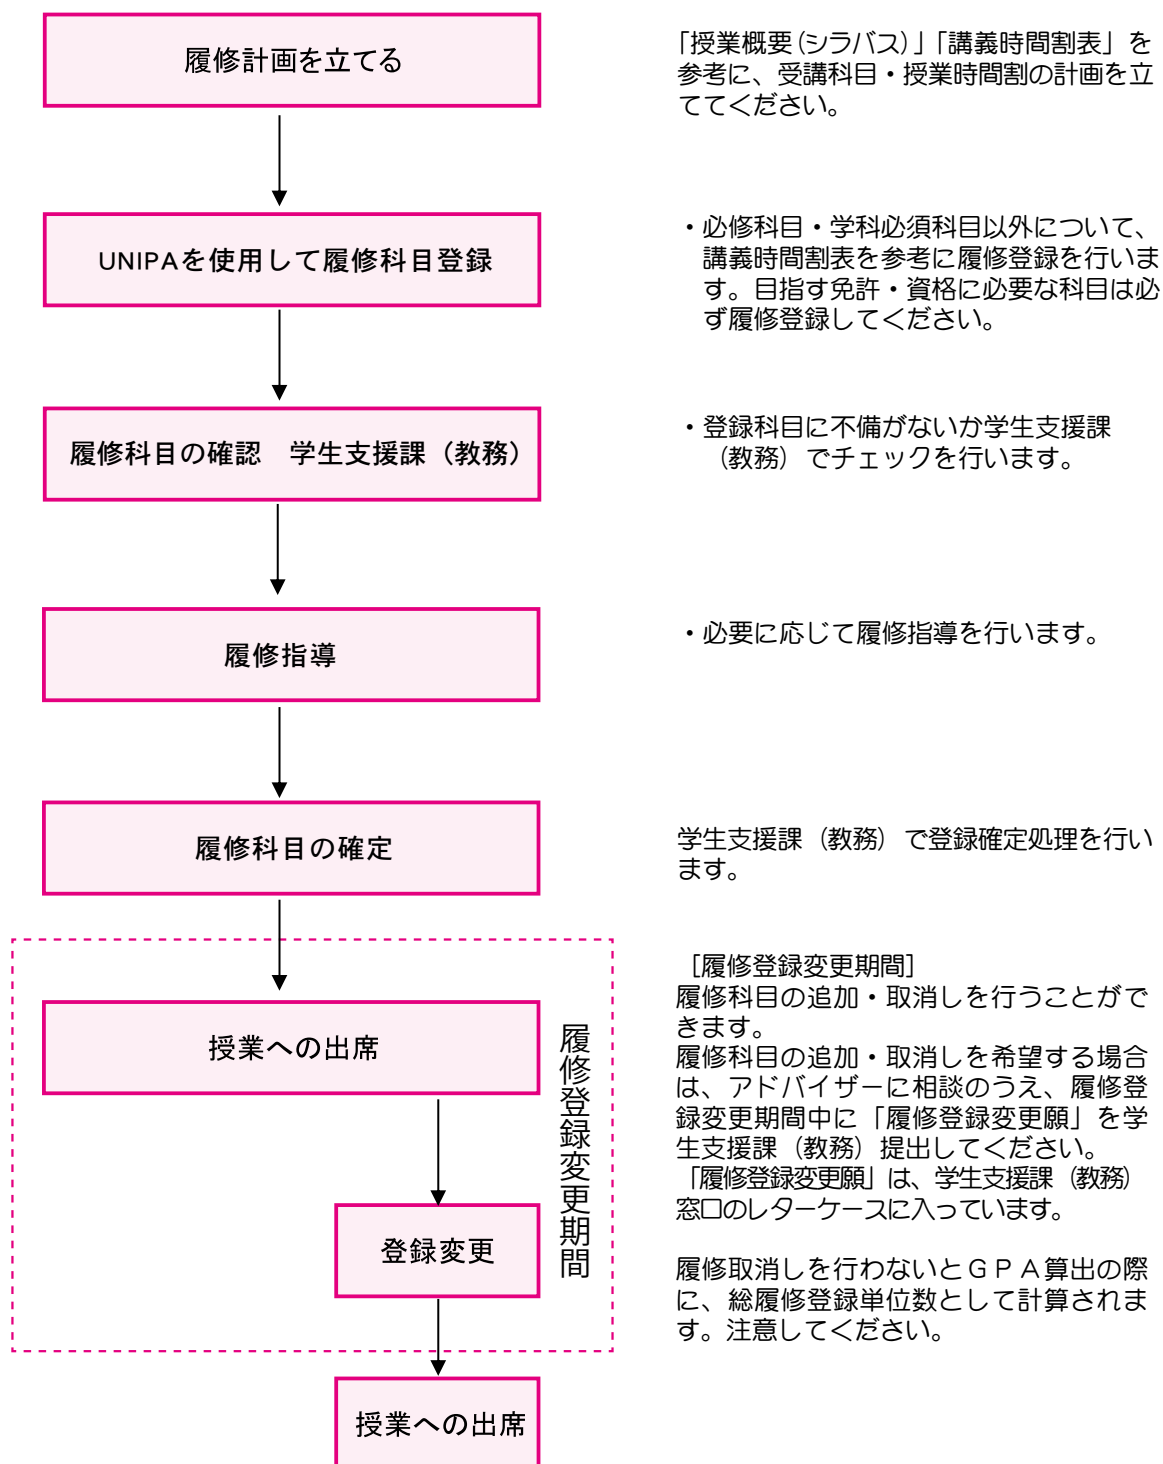 履修計画を立てる
「授業概要（シラバス）」「講義時間割表」を
参考に、受講科目・授業時間割の計画を立
ててください。
UNIPAを使用して履修科目登録
・必修科目・学科必須科目以外について、
講義時間割表を参考に履修登録を行いま
す。目指す免許・資格に必要な科目は必
ず履修登録してください。
履修科目の確認　学生支援課（教務）
・登録科目に不備がないか学生支援課
（教務）でチェックを行います。
履修指導
・必要に応じて履修指導を行います。
履修科目の確定
学生支援課（教務）で登録確定処理を行い
ます。
授業への出席
履修登録変更期間
登録変更
授業への出席
［履修登録変更期間］
履修科目の追加・取消しを行うことがで
きます。
履修科目の追加・取消しを希望する場合
は、アドバイザーに相談のうえ、履修登
録変更期間中に「履修登録変更願」を学
生支援課（教務）提出してください。
「履修登録変更願」は、学生支援課（教務）
窓口のレターケースに入っています。
履修取消しを行わないとＧＰＡ算出の際
に、総履修登録単位数として計算されま
す。注意してください。